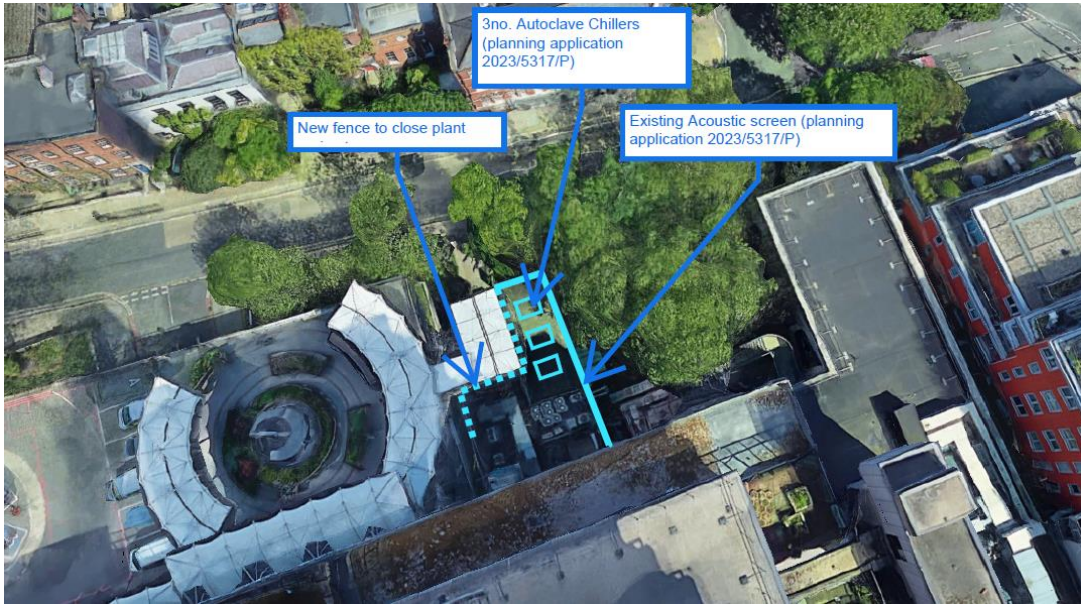 3no. Autoclave Chillers
(planning application
2023/5317/P)
New fence to close plant
Existing Acoustic screen (planning
application 2023/5317/P)